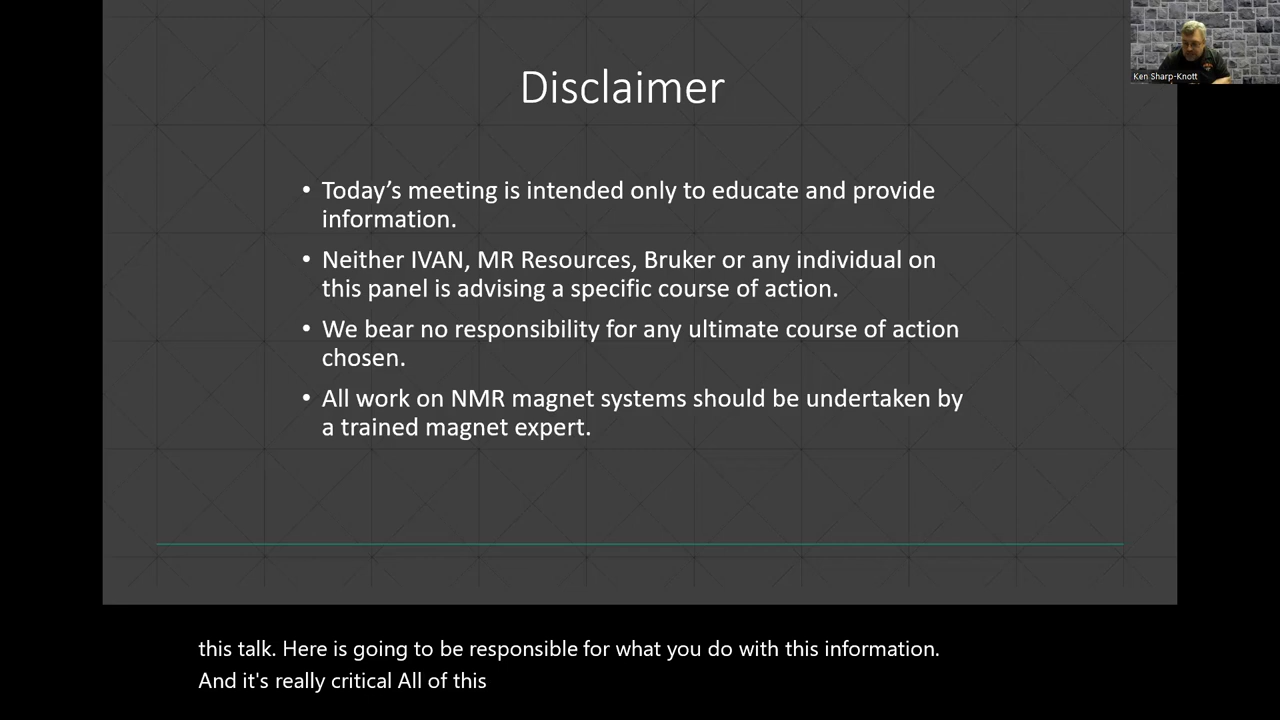 Disclaimer
Ken Sharp-Knott
• Today's meeting is intended only to educate and provide
information.
• Neither IVAN, MR Resources, Bruker or any individual on
this panel is advising a specific course of action.
• We bear no responsibility for any ultimate course of action
chosen.
• All work on NMR magnet systems should be undertaken by
a trained magnet expert.
this talk. Here is going to be responsible for what you do with this information.
And it's really critical All of this